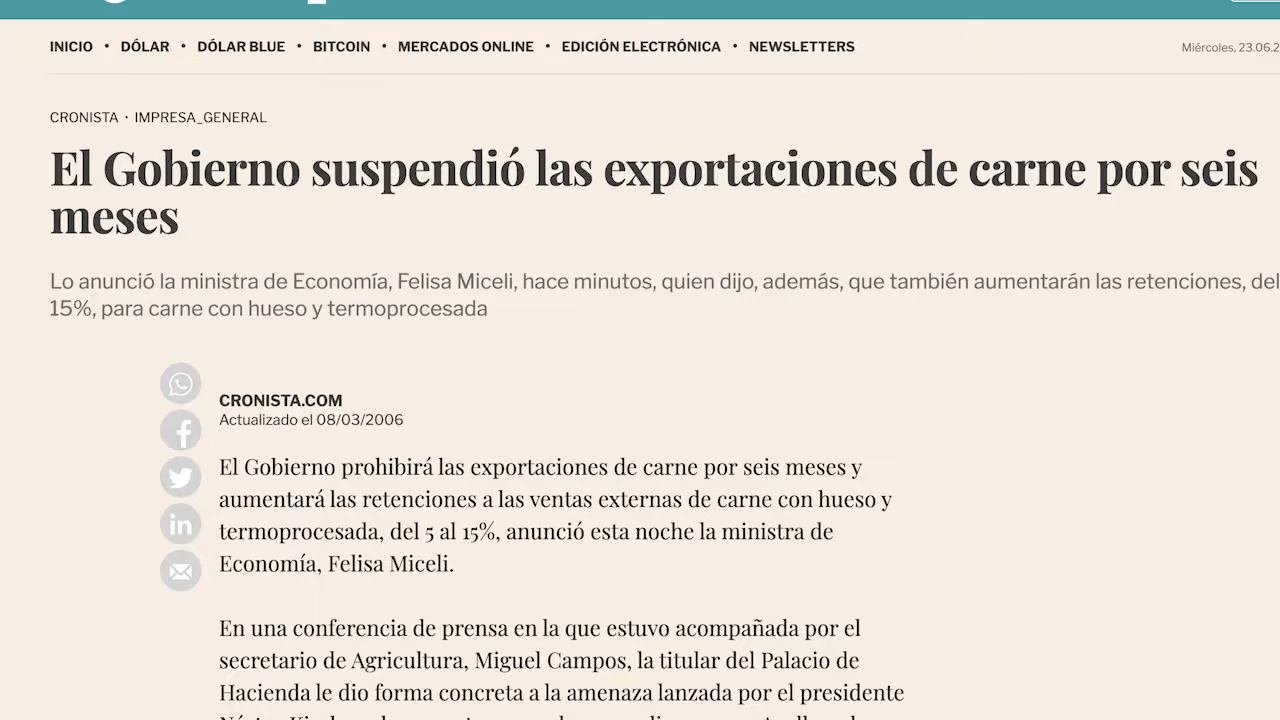 INICIO • DÓLAR • DÓLAR BLUE • BITCOIN • MERCADOS ONLINE • EDICIÓN ELECTRÓNICA • NEWSLETTERS
Miércoles, 23.06.2
CRONISTA • IMPRESA_GENERAL
El Gobierno suspendió las exportaciones de carne por seis
meses
Lo anunció la ministra de Economía, Felisa Miceli, hace minutos, quien dijo, además, que también aumentarán las retenciones, del
15%, para carne con hueso y termoprocesada
CRONISTA.COM
Actualizado el 08/03/2006
El Gobierno prohibirá las exportaciones de carne por seis meses y
aumentará las retenciones a las ventas externas de carne con hueso y
termoprocesada, del 5 al 15%, anunció esta noche la ministra de
Economía, Felisa Miceli.
En una conferencia de prensa en la que estuvo acompañada por el
secretario de Agricultura, Miguel Campos, la titular del Palacio de
Hacienda le dio forma concreta a la amenaza lanzada por el presidente